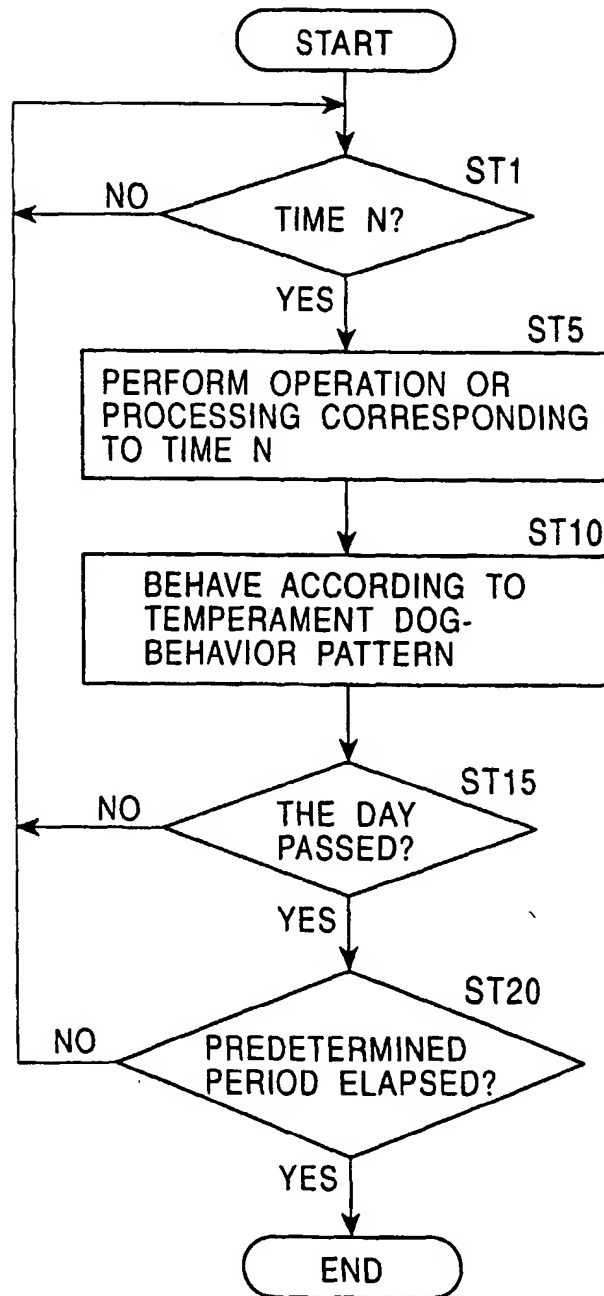 START
ST1
NO
TIME N?
YES
ST5
PERFORM OPERATION OR
PROCESSING CORRESPONDING
TO TIME N
ST10
BEHAVE ACCORDING TO
TEMPERAMENT DOG-
BEHAVIOR PATTERN
ST15
NO
THE DAY
PASSED?
YES
ST20
NO
PREDETERMINED
PERIOD ELAPSED?
YES
END